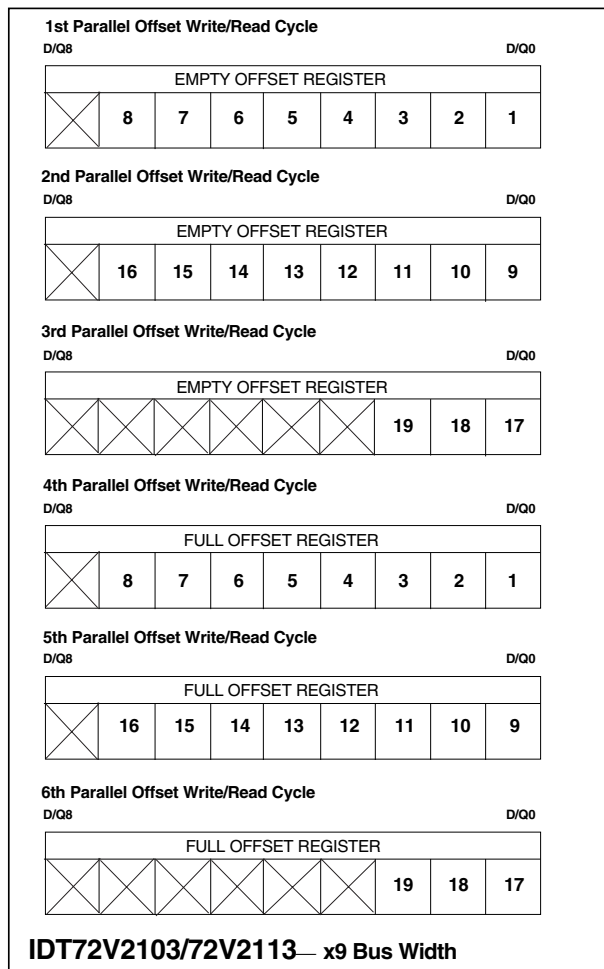 1st Parallel Offset Write/Read Cycle
D/Q8 D/Q0
EMPTY OFFSET REGISTER
8 7 6 5 4 3 2 1
2nd Parallel Offset Write/Read Cycle
D/Q8 D/Q0
EMPTY OFFSET REGISTER
16 15 14 13 12 11 10 9
3rd Parallel Offset Write/Read Cycle
D/Q8 D/Q0
EMPTY OFFSET REGISTER
19 18 17
4th Parallel Offset Write/Read Cycle
D/Q8 D/Q0
FULL OFFSET REGISTER
8 7 6 5 4 3 2 1
5th Parallel Offset Write/Read Cycle
D/Q8 D/Q0
FULL OFFSET REGISTER
16 15 14 13 12 11 10 9
6th Parallel Offset Write/Read Cycle
D/Q8 D/Q0
FULL OFFSET REGISTER
19 18 17
IDT72V2103/72V2113— x9 Bus Width